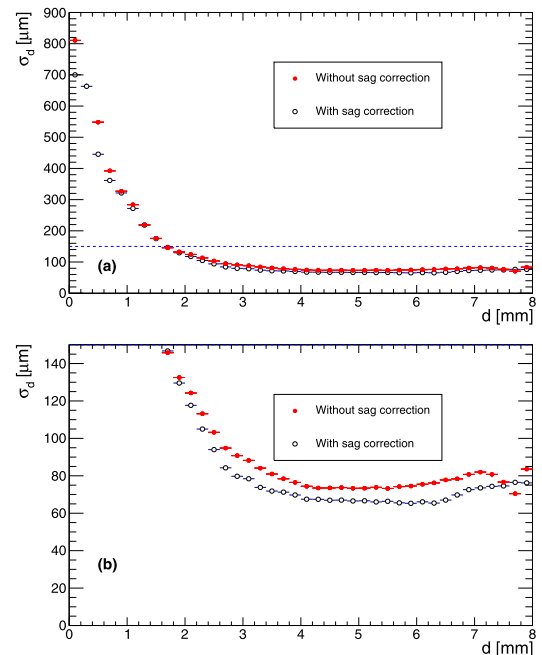 σd [μm]
900
800
700
600
500
400
300
200
100
0
Without sag correction
With sag correction
(a)
0 1 2 3 4 5 6 7 8
d [mm]
σd [μm]
140
120
100
80
60
40
20
0
Without sag correction
With sag correction
(b)
0 1 2 3 4 5 6 7 8
d [mm]